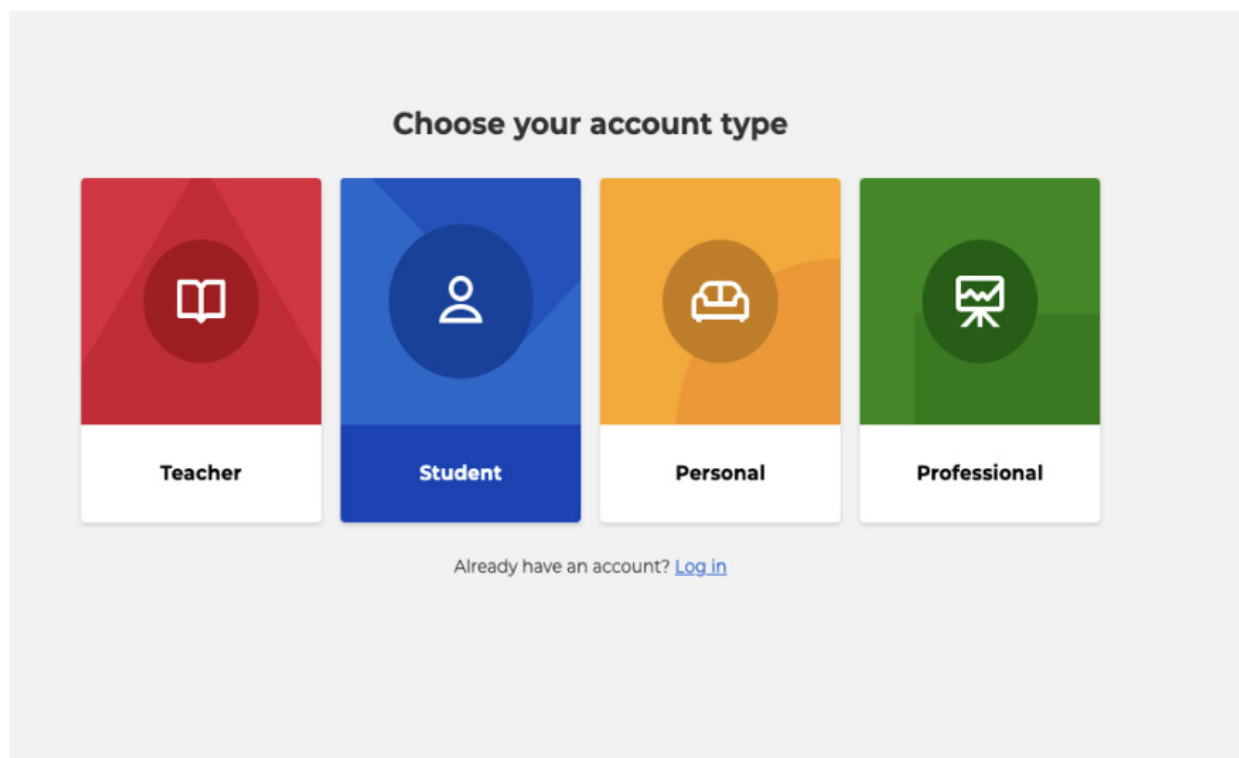 Choose your account type
Teacher
Student
Personal
Professional
Already have an account? Log in